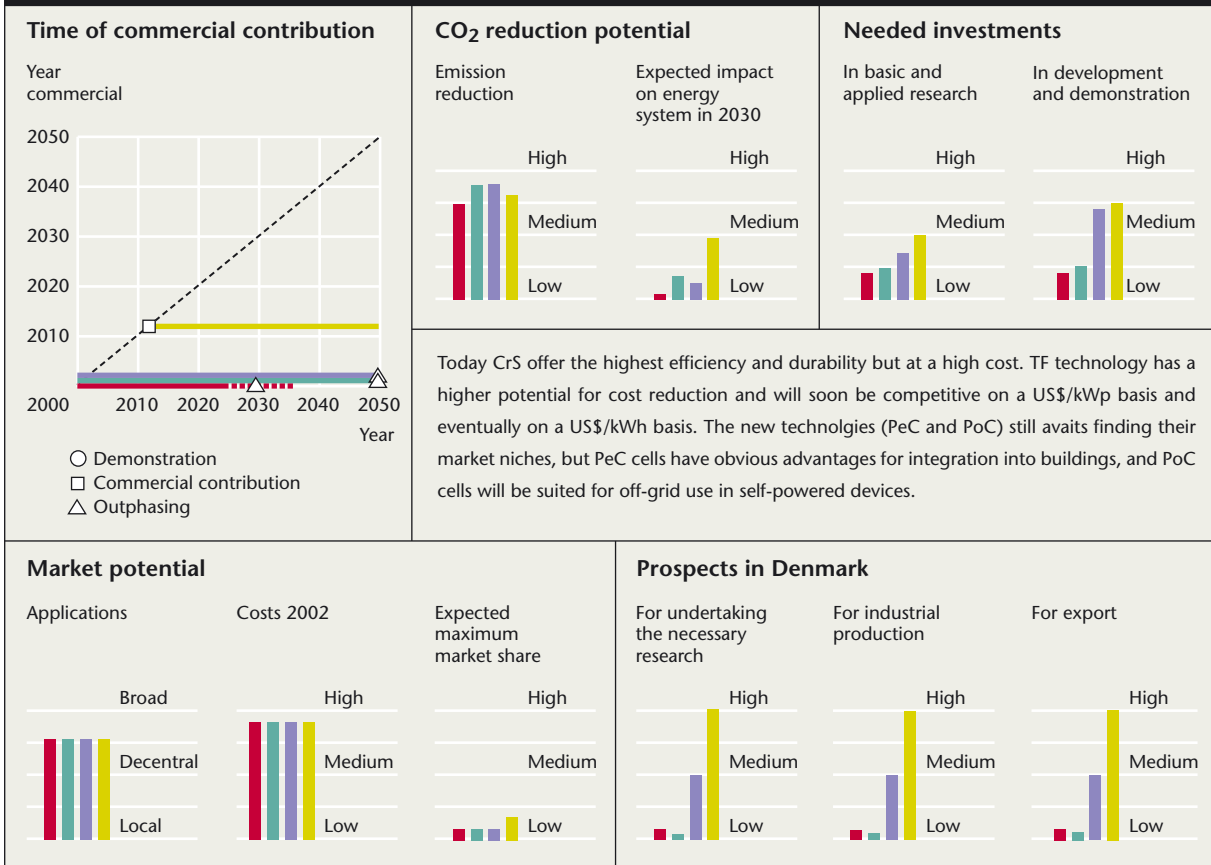 Time of commercial contribution
Year
commercial
2050
2040
2030
2020
2010
2000 2010 2020 2030 2040 2050
Year
Demonstration
Commercial contribution
Outphasing
CO2 reduction potential
Emission
reduction
High
Medium
Low
Expected impact
on energy
system in 2030
High
Medium
Low
Needed investments
In basic and
applied research
High
Medium
Low
In development
and demonstration
High
Medium
Low
Today CrS offer the highest efficiency and durability but at a high cost. TF technology has a
higher potential for cost reduction and will soon be competitive on a US$/kWp basis and
eventually on a US$/kWh basis. The new technolgies (PeC and PoC) still avaits finding their
market niches, but PeC cells have obvious advantages for integration into buildings, and PoC
cells will be suited for off-grid use in self-powered devices.
Market potential
Applications
Broad
Decentral
Local
Costs 2002
High
Medium
Low
Expected
maximum
market share
High
Medium
Low
Prospects in Denmark
For undertaking
the necessary
research
High
Medium
Low
For industrial
production
High
Medium
Low
For export
High
Medium
Low